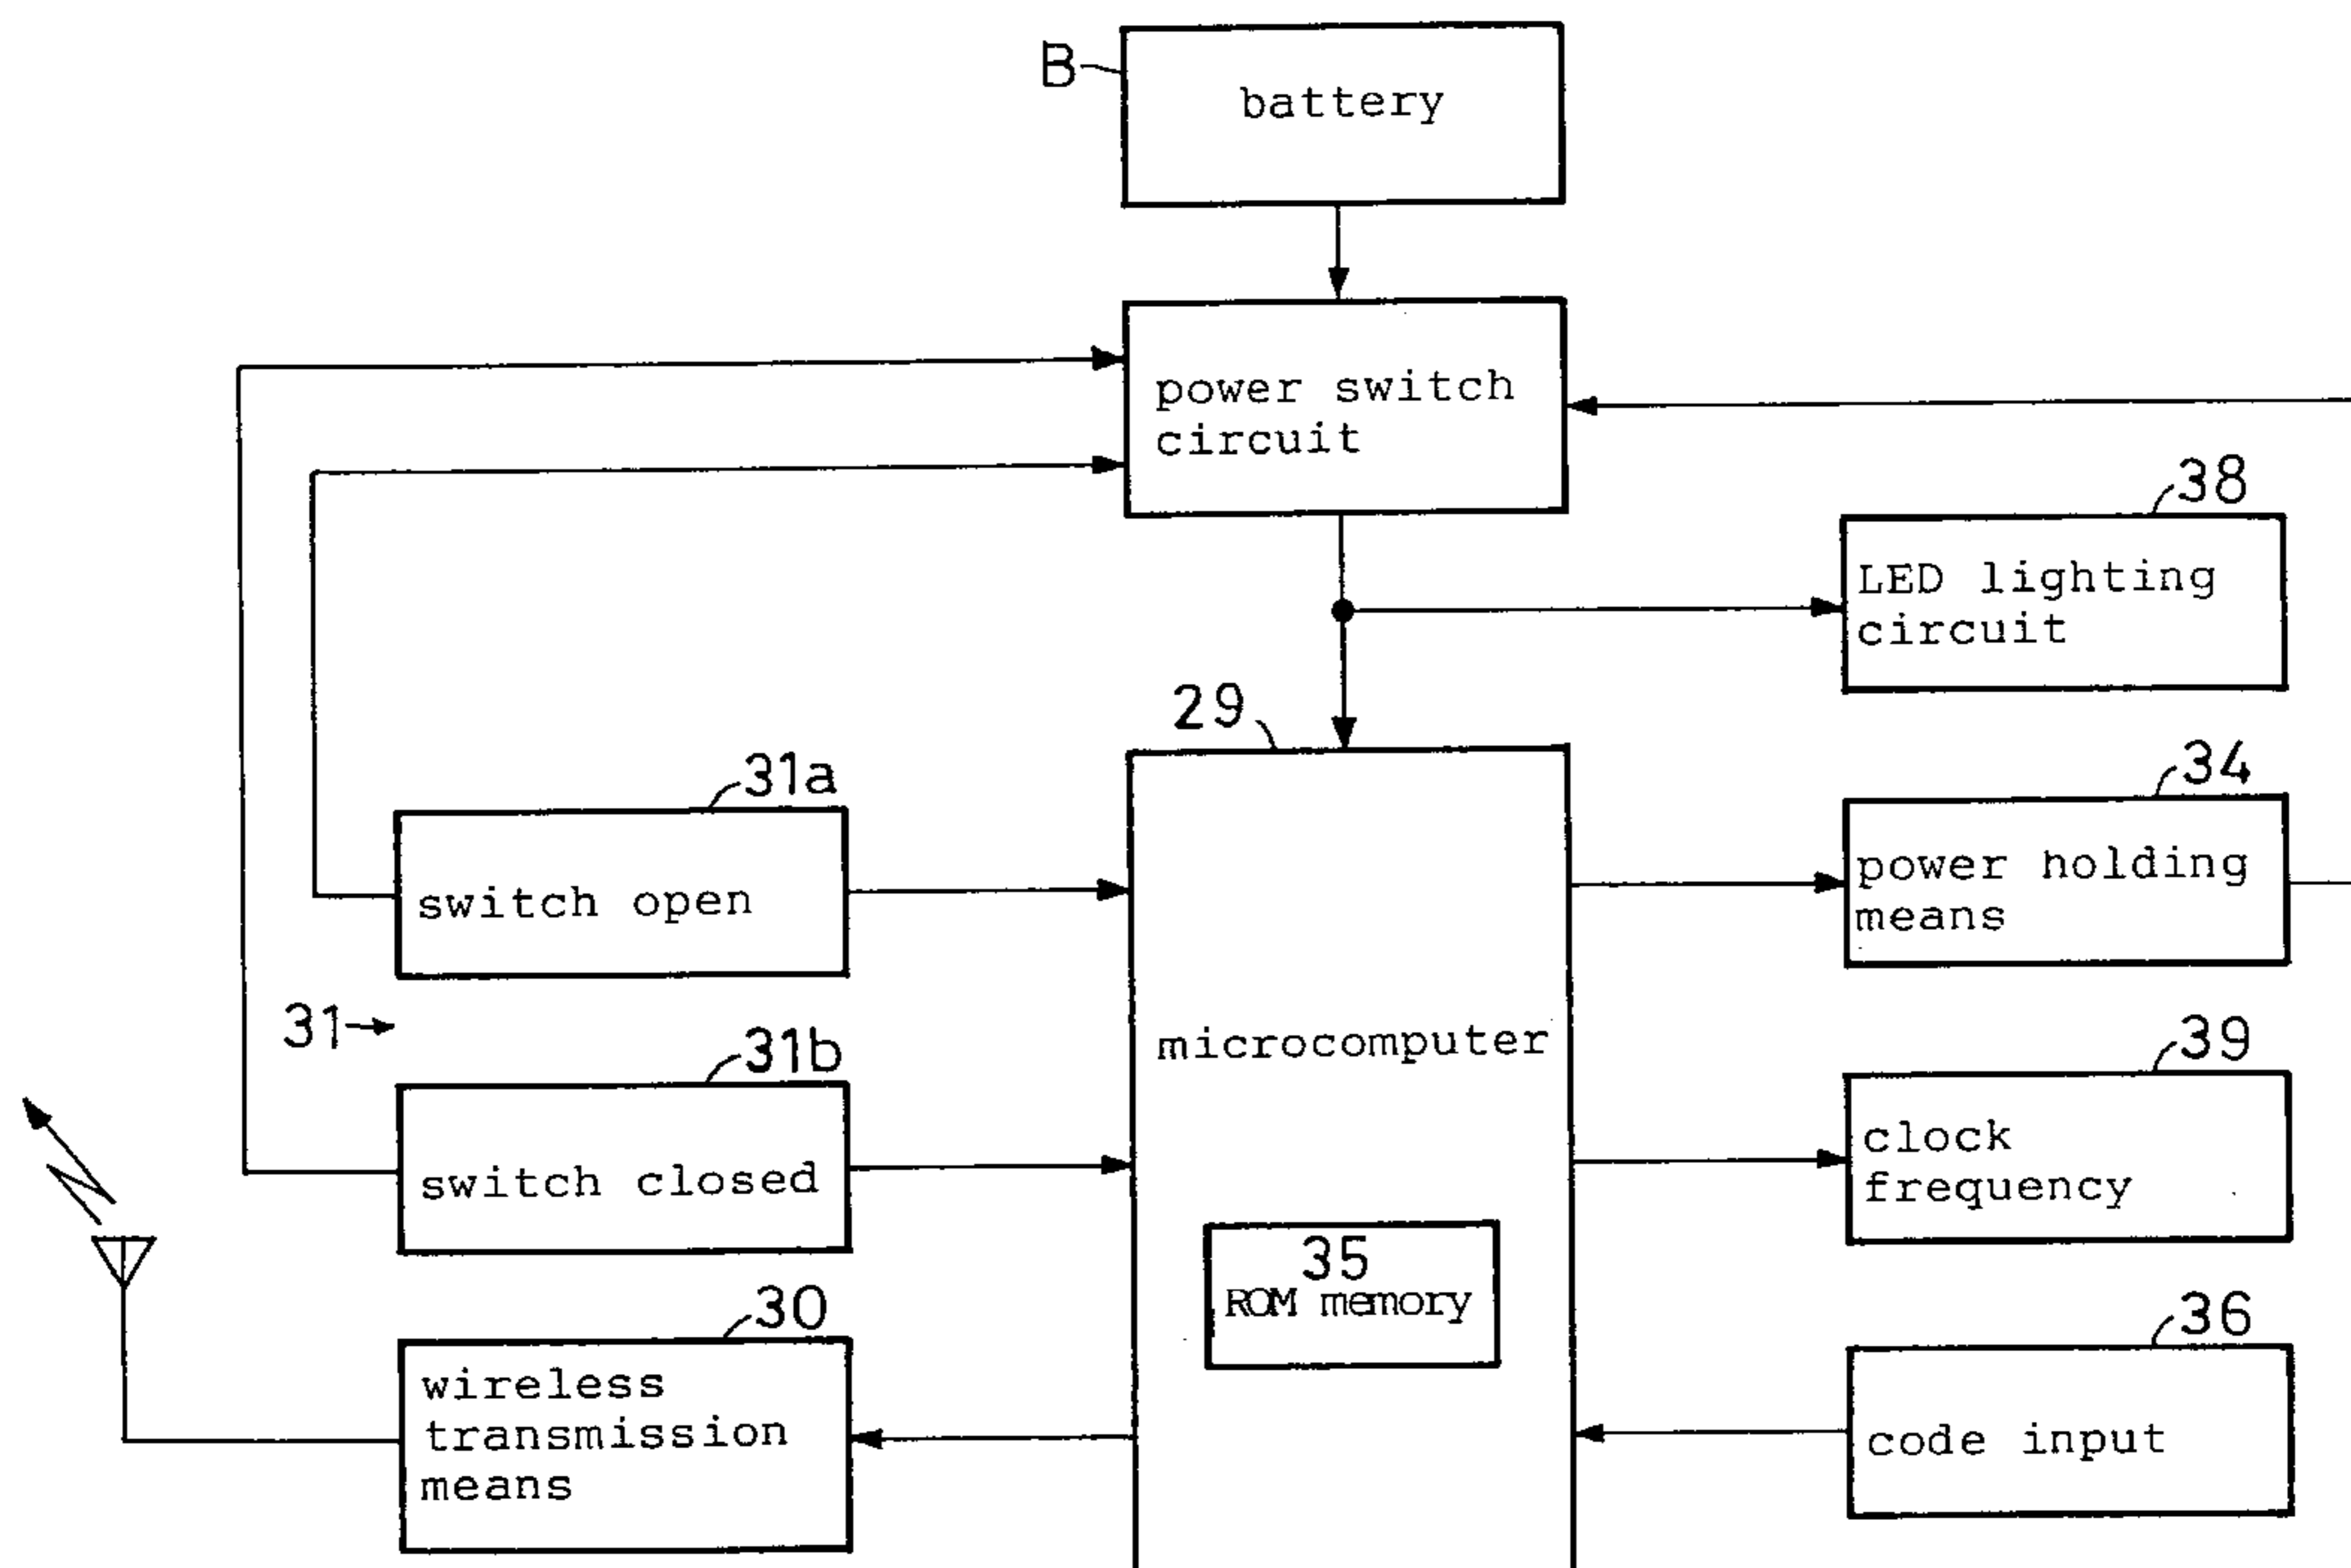 B
battery
power switch
circuit
38
LED lighting
circuit
29
31a
switch open
34
power holding
means
31
microcomputer
31b
switch closed
39
clock
frequency
35
ROM memory
30
wireless
transmission
means
36
code input